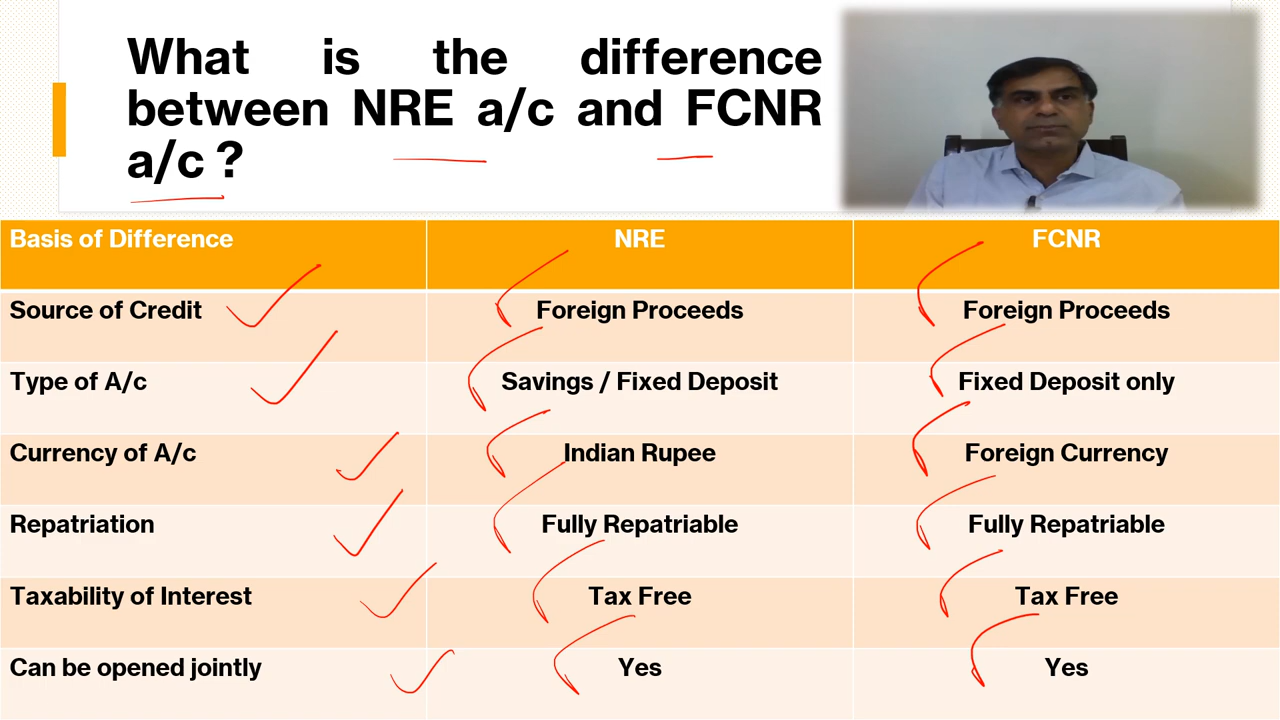 What is the difference
between NRE a/c and FCNR
a/c ?
Basis of Difference NRE FCNR
Source of Credit Foreign Proceeds Foreign Proceeds
Type of A/c Savings / Fixed Deposit Fixed Deposit only
Currency of A/c Indian Rupee Foreign Currency
Repatriation Fully Repatriable Fully Repatriable
Taxability of Interest Tax Free Tax Free
Can be opened jointly Yes Yes